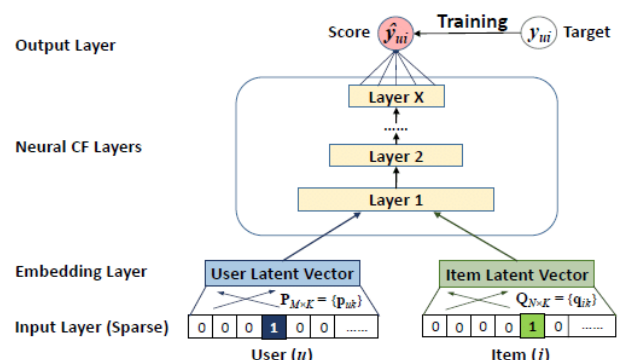 Output Layer
Score ŷui Training yui Target
Layer X
......
Neural CF Layers
Layer 2
Layer 1
Embedding Layer
User Latent Vector Item Latent Vector
PM×K = {puk} QN×K = {qik}
Input Layer (Sparse)
0 0 0 1 0 0 ...... 0 0 0 0 1 0 ......
User (u) Item (i)